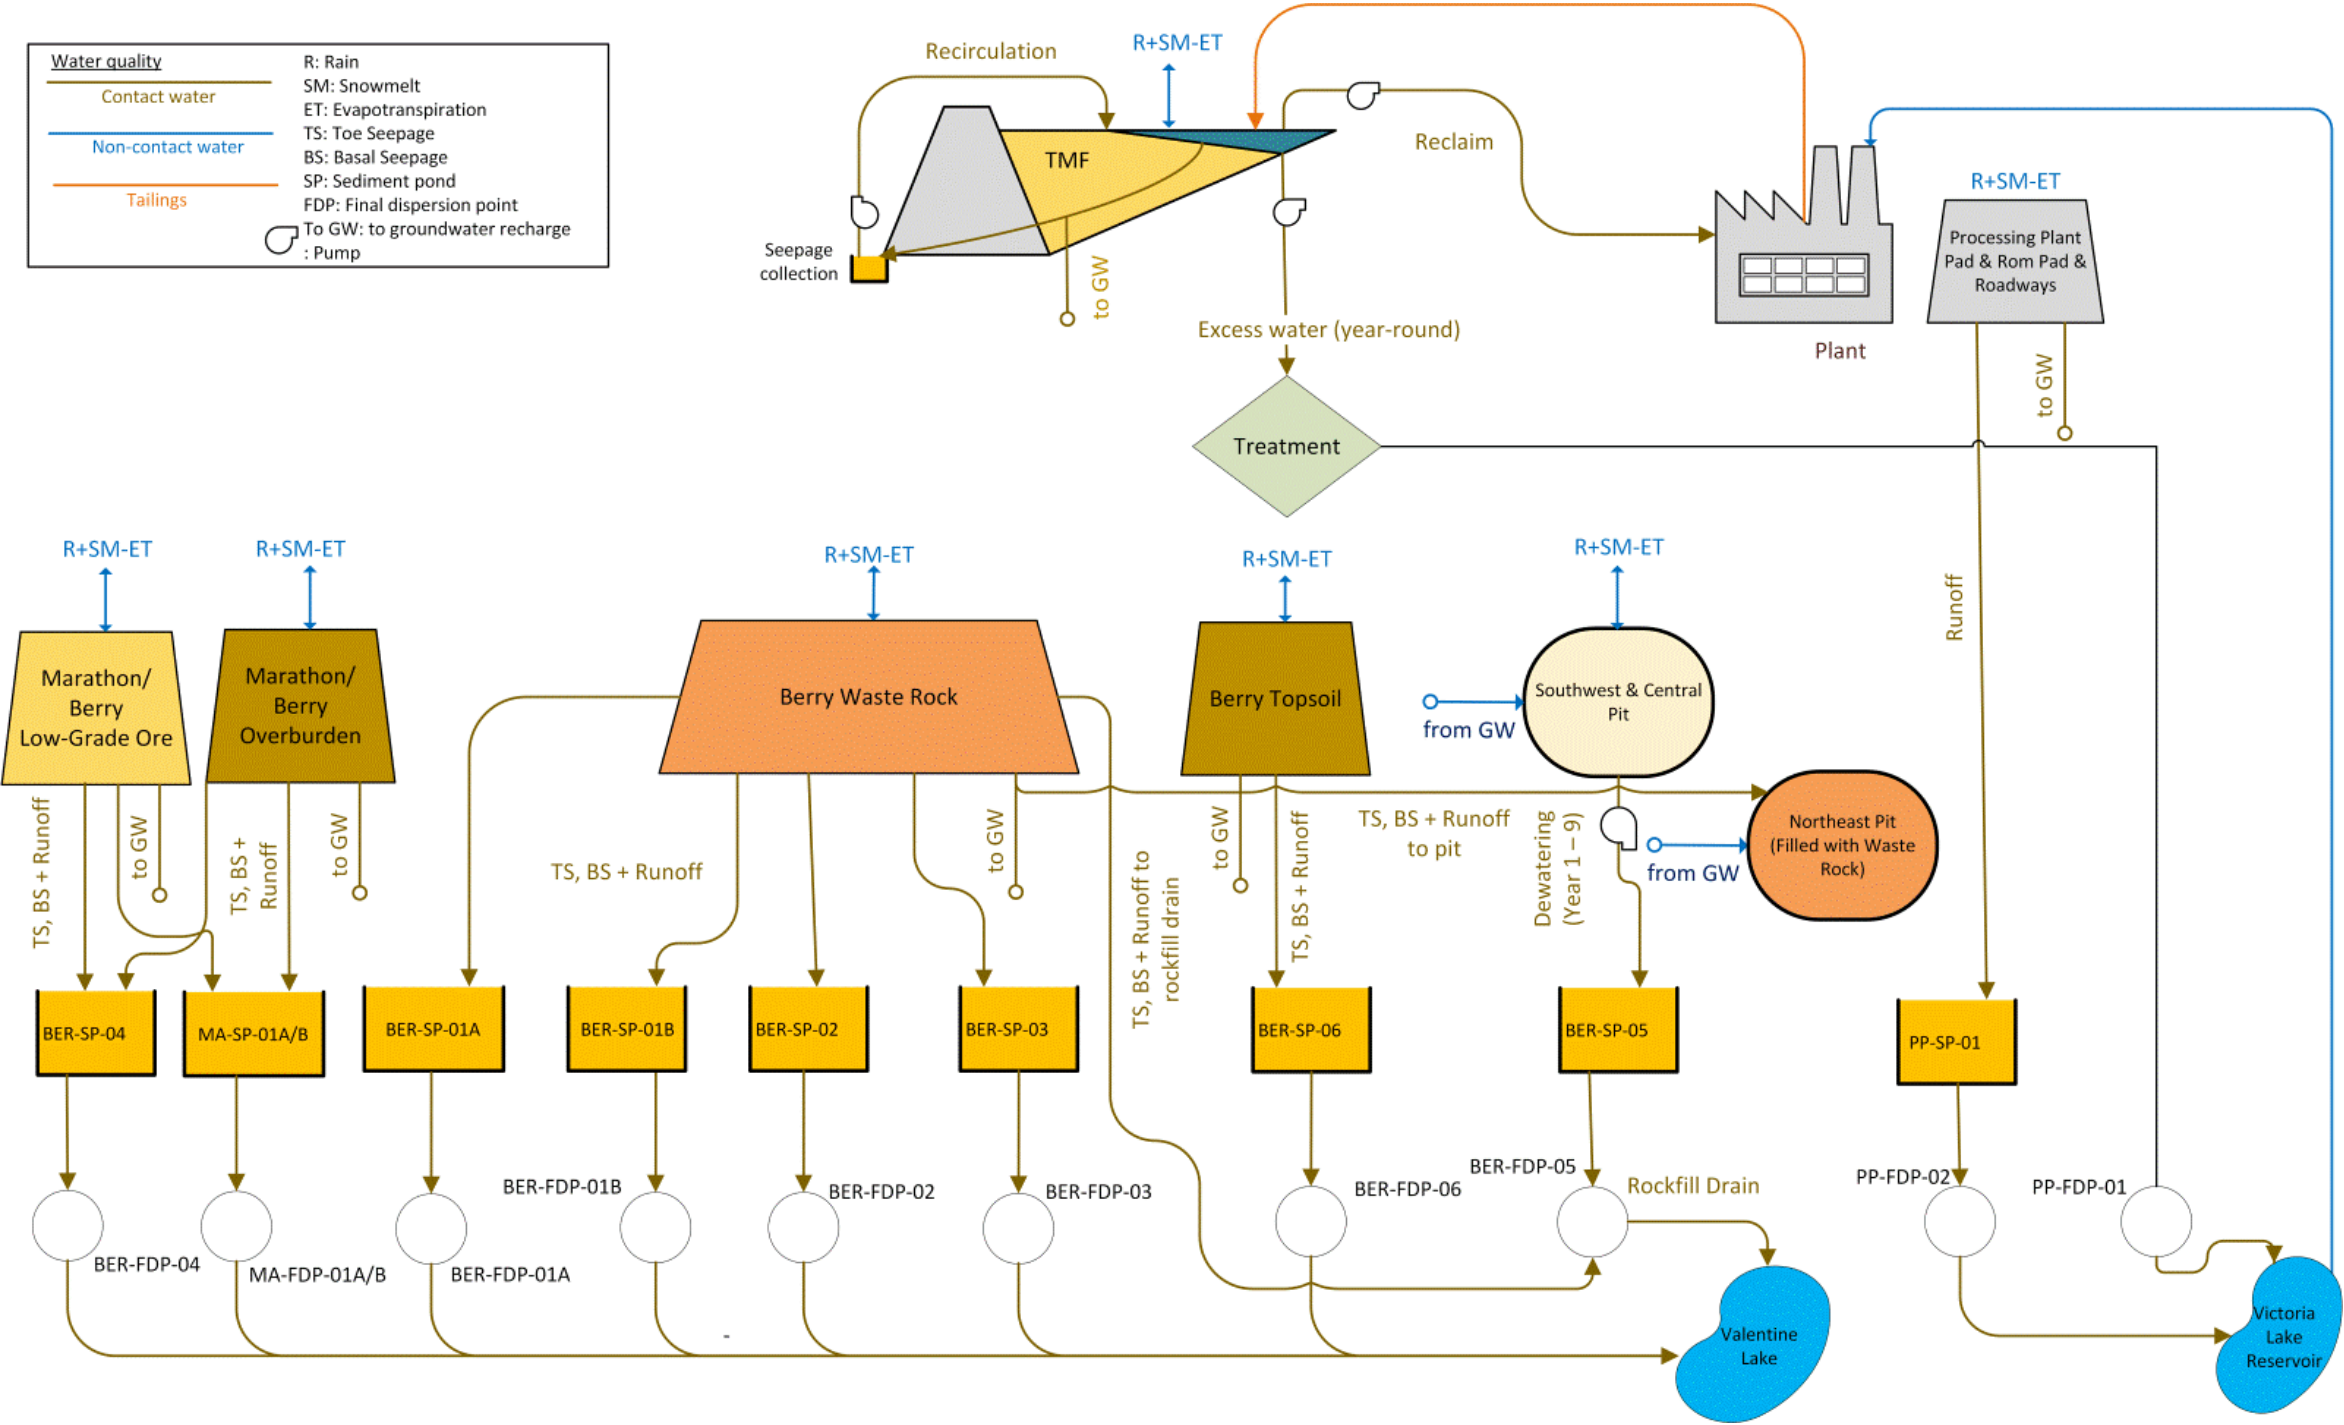 Water quality
Contact water
Non-contact water
Tailings
R: Rain
SM: Snowmelt
ET: Evapotranspiration
TS: Toe Seepage
BS: Basal Seepage
SP: Sediment pond
FDP: Final dispersion point
To GW: to groundwater recharge
: Pump
Recirculation
R+SM-ET
TMF
Reclaim
Seepage
collection
to GW
Excess water (year-round)
Treatment
Plant
R+SM-ET
Processing Plant
Pad & Rom Pad &
Roadways
to GW
Runoff
R+SM-ET
R+SM-ET
R+SM-ET
R+SM-ET
R+SM-ET
Marathon/
Berry
Low-Grade Ore
Marathon/
Berry
Overburden
Berry Waste Rock
Berry Topsoil
Southwest & Central
Pit
from GW
Northeast Pit
(Filled with Waste
Rock)
from GW
TS, BS + Runoff
to GW
TS, BS +
Runoff
to GW
TS, BS + Runoff
to GW
TS, BS + Runoff to
rockfill drain
to GW
TS, BS + Runoff
TS, BS + Runoff
to pit
Dewatering
(Year 1 – 9)
BER-SP-04
MA-SP-01A/B
BER-SP-01A
BER-SP-01B
BER-SP-02
BER-SP-03
BER-SP-06
BER-SP-05
PP-SP-01
BER-FDP-04
MA-FDP-01A/B
BER-FDP-01A
BER-FDP-01B
BER-FDP-02
BER-FDP-03
BER-FDP-06
BER-FDP-05
Rockfill Drain
PP-FDP-02
PP-FDP-01
-
Valentine
Lake
Victoria
Lake
Reservoir